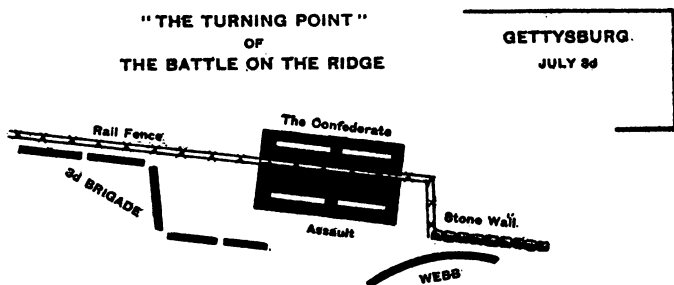 "THE TURNING POINT"
OF
THE BATTLE ON THE RIDGE
GETTYSBURG.
JULY 3d
Rail Fence
The Confederate
3d BRIGADE
Assault
Stone Wall
WEBB